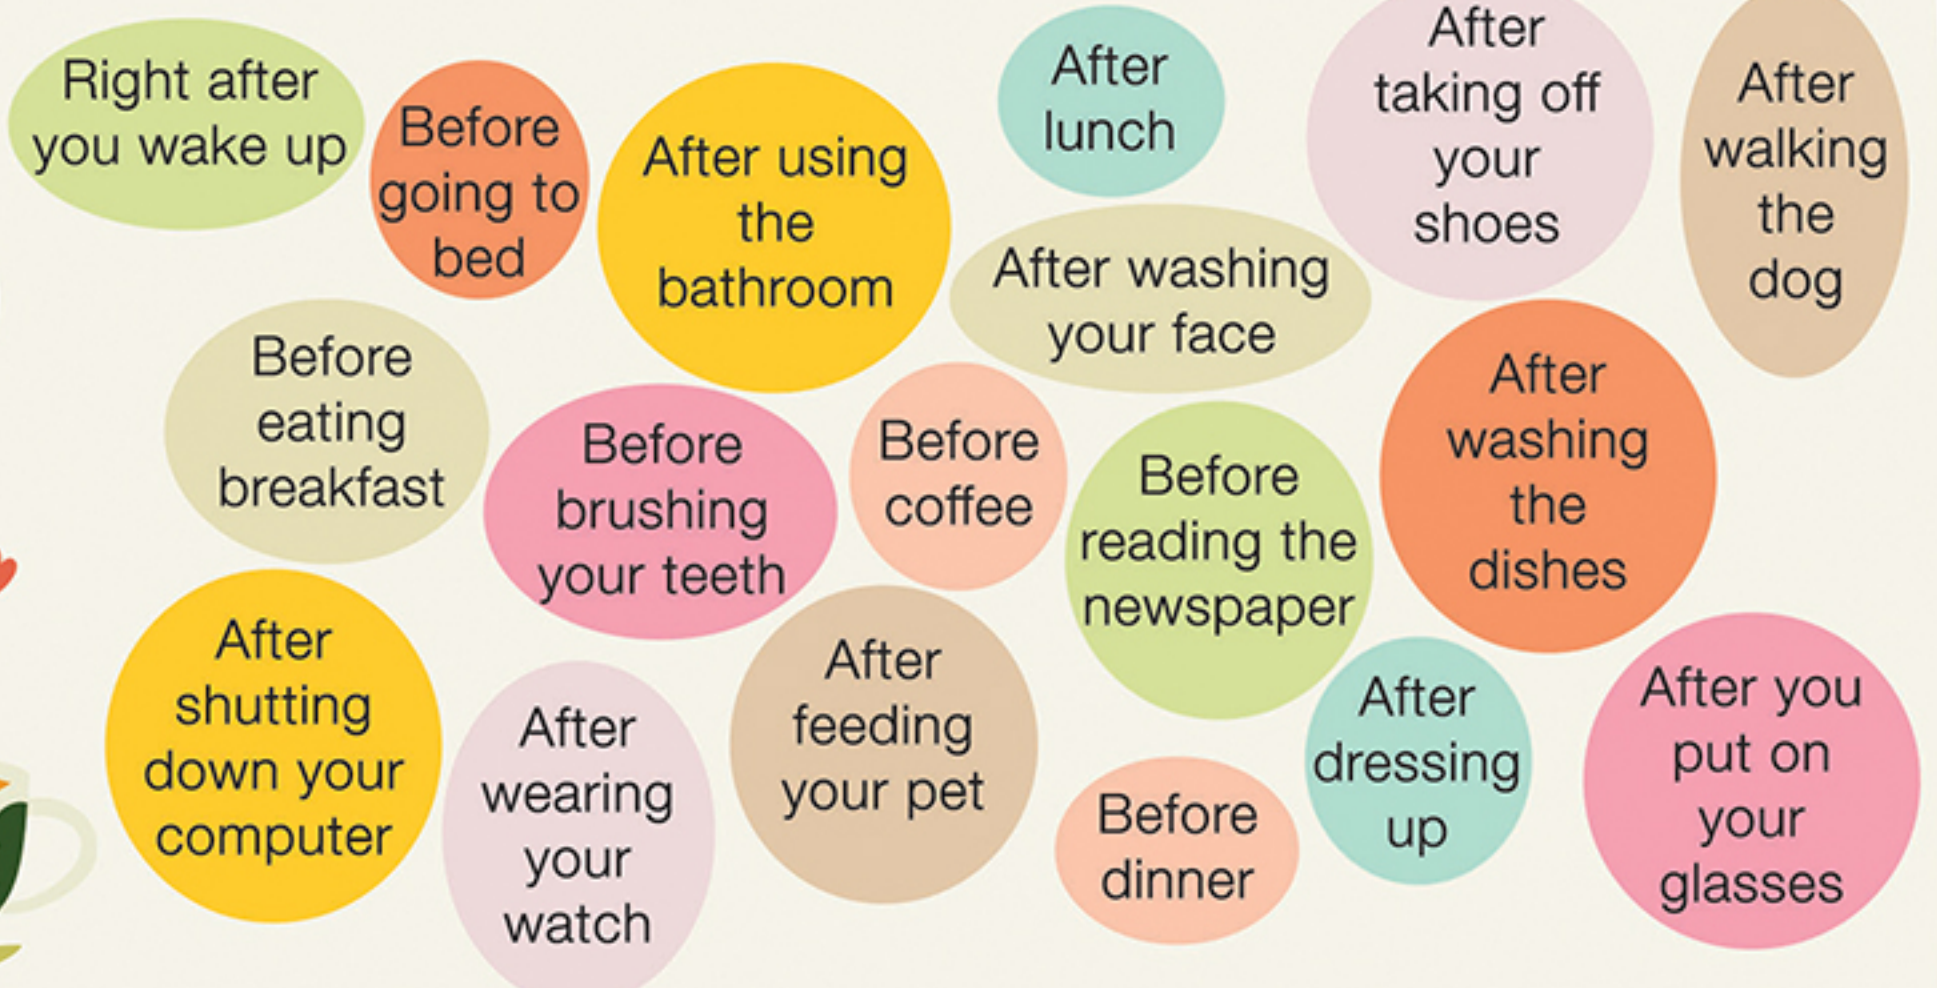 Right after
you wake up
Before
going to
bed
After using
the
bathroom
After
lunch
After
taking off
your
shoes
After
walking
the
dog
After washing
your face
Before
eating
breakfast
Before
brushing
your teeth
Before
coffee
Before
reading the
newspaper
After
washing
the
dishes
After
shutting
down your
computer
After
wearing
your
watch
After
feeding
your pet
Before
dinner
After
dressing
up
After you
put on
your
glasses